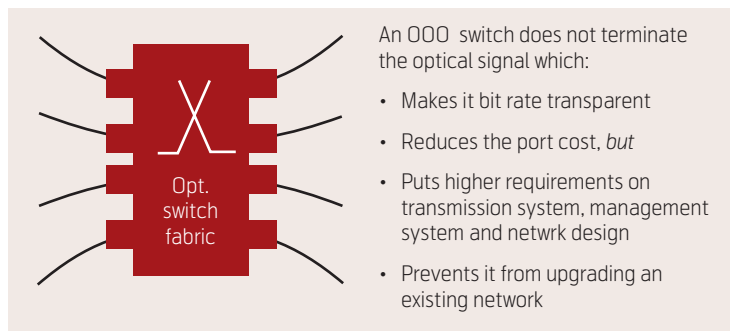 Opt.
switch
fabric
An OOO switch does not terminate
the optical signal which:
• Makes it bit rate transparent
• Reduces the port cost, but
• Puts higher requirements on
transmission system, management
system and netwrk design
• Prevents it from upgrading an
existing network